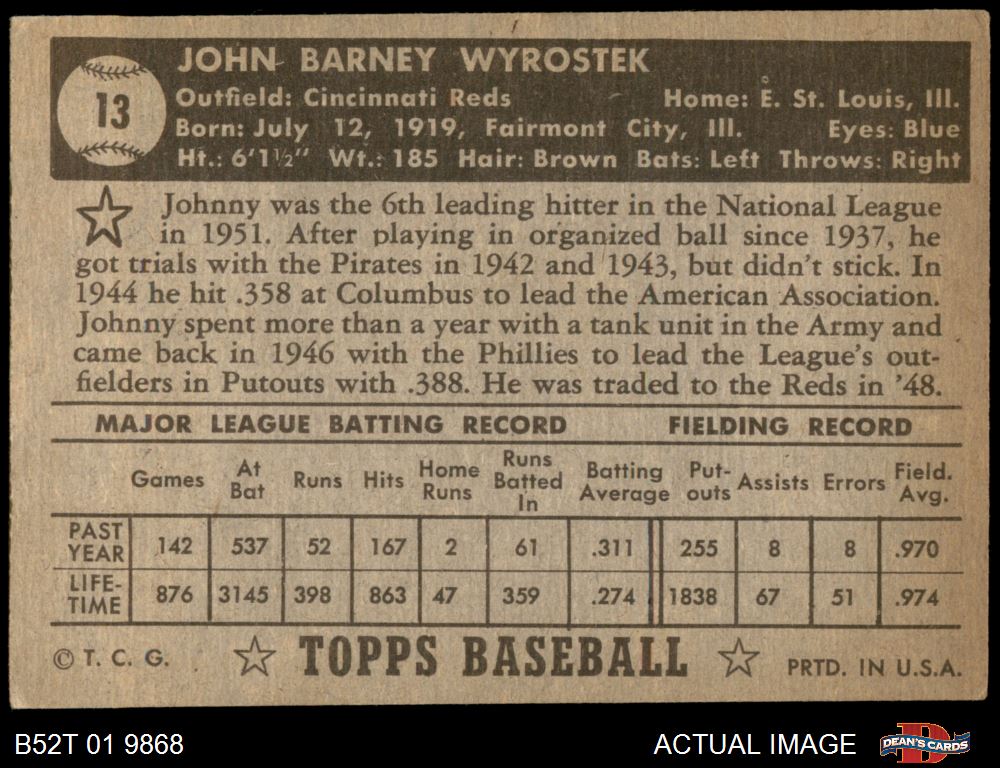 13
JOHN BARNEY WYROSTEK
Outfield: Cincinnati Reds Home: E. St. Louis, Ill.
Born: July 12, 1919, Fairmont City, Ill. Eyes: Blue
Ht.: 6'1½" Wt.: 185 Hair: Brown Bats: Left Throws: Right
Johnny was the 6th leading hitter in the National League
in 1951. After playing in organized ball since 1937, he
got trials with the Pirates in 1942 and 1943, but didn't stick. In
1944 he hit .358 at Columbus to lead the American Association.
Johnny spent more than a year with a tank unit in the Army and
came back in 1946 with the Phillies to lead the League's out-
fielders in Putouts with .388. He was traded to the Reds in '48.
MAJOR LEAGUE BATTING RECORD FIELDING RECORD
Games At Bat Runs Hits Home Runs Runs Batted In Batting Average Put-outs Assists Errors Field. Avg.
PAST YEAR 142 537 52 167 2 61 .311 255 8 8 .970
LIFE-TIME 876 3145 398 863 47 359 .274 1838 67 51 .974
© T. C. G. TOPPS BASEBALL PRTD. IN U.S.A.
B52T 01 9868 ACTUAL IMAGE DEAN'S CARDS